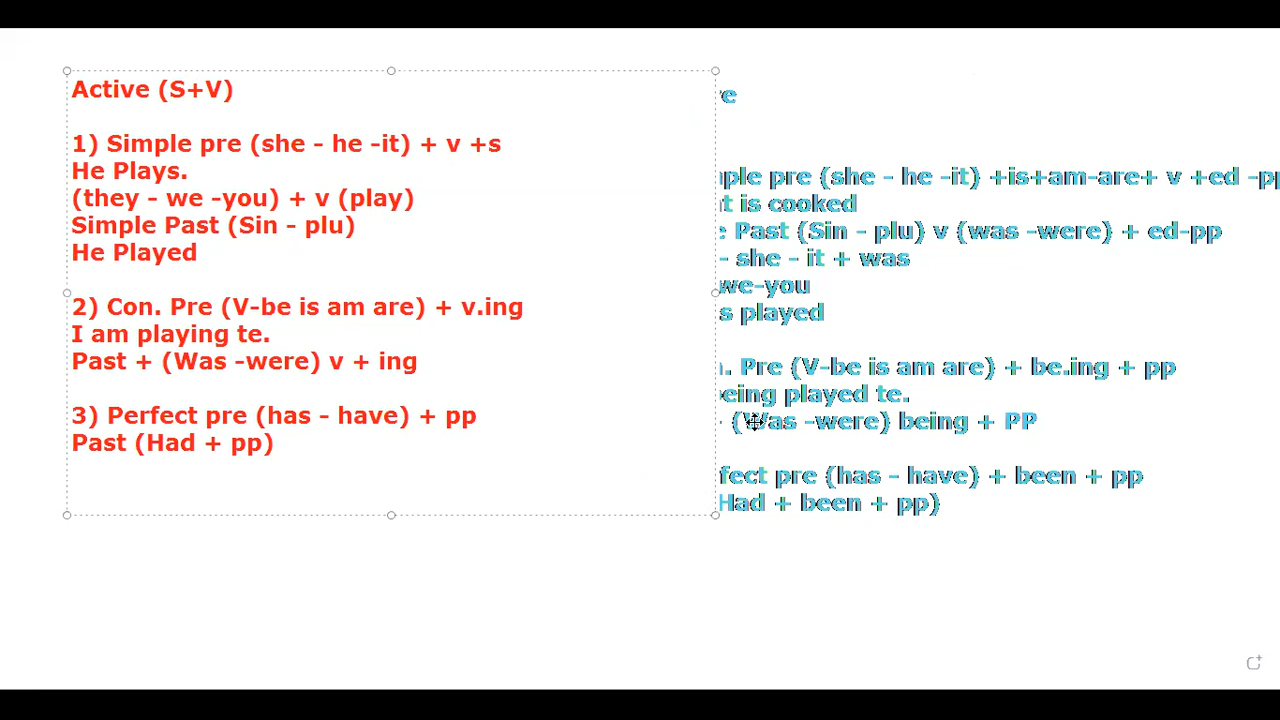 Active (S+V)
1) Simple pre (she - he -it) + v +s
He Plays.
(they - we -you) + v (play)
Simple Past (Sin - plu)
He Played
2) Con. Pre (V-be is am are) + v.ing
I am playing te.
Past + (Was -were) v + ing
3) Perfect pre (has - have) + pp
Past (Had + pp)
pre (she - he -it) +is+am-are+ v +ed -pp
is cooked
Past (Sin - plu) v (was -were) + ed-pp
- she - it + was
we-you
played
Pre (V-be is am are) + be.ing + pp
being played te.
(Was -were) being + PP
pre (has - have) + been + pp
Had + been + pp)